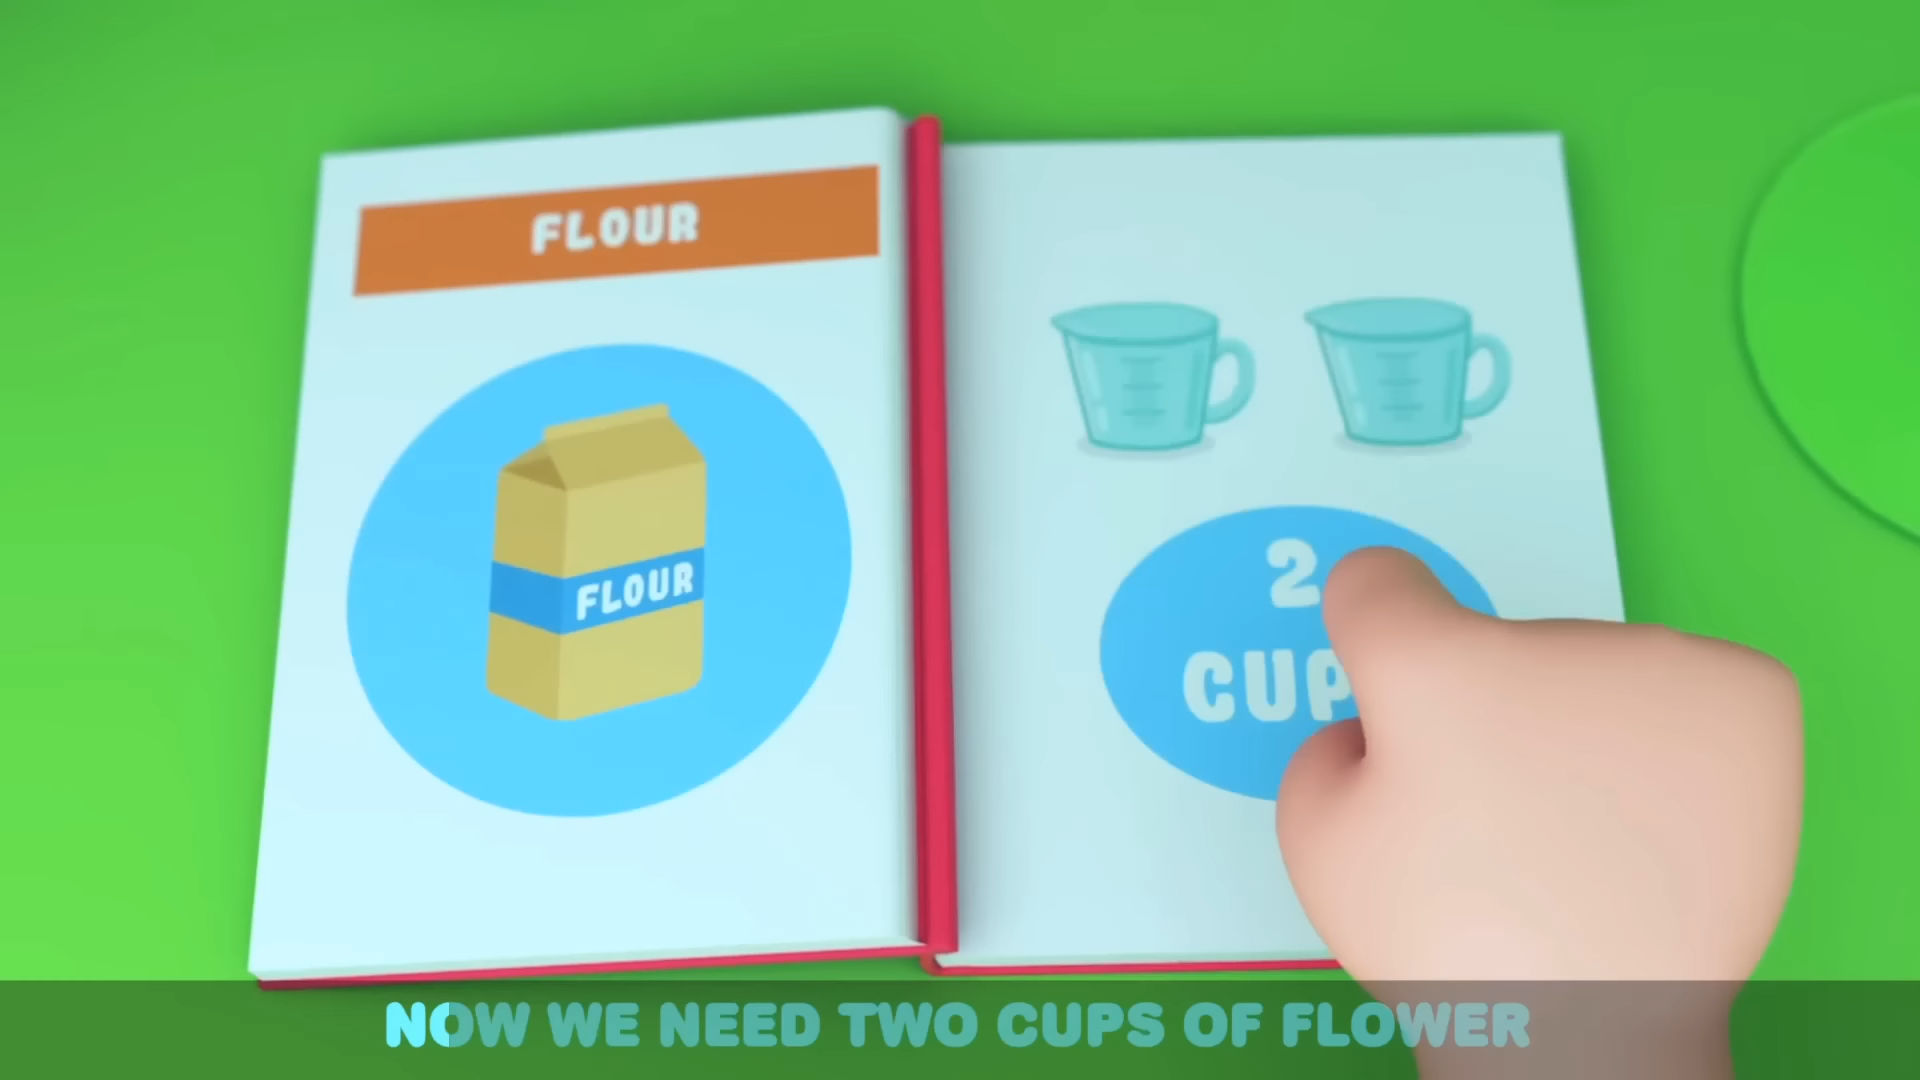 FLOUR
FLOUR
2
CUP
NOW WE NEED TWO CUPS OF FLOWER